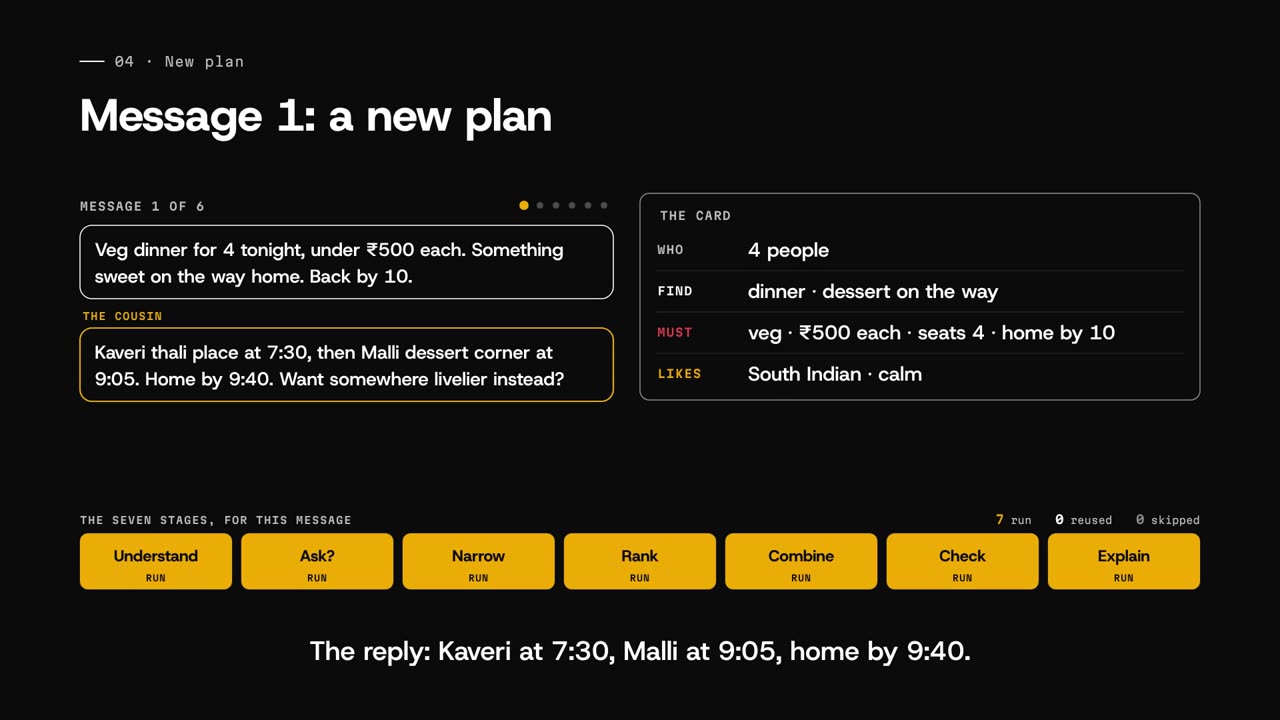 04 · New plan
Message 1: a new plan
MESSAGE 1 OF 6
Veg dinner for 4 tonight, under ₹500 each. Something
sweet on the way home. Back by 10.
THE COUSIN
Kaveri thali place at 7:30, then Malli dessert corner at
9:05. Home by 9:40. Want somewhere livelier instead?
THE CARD
WHO 4 people
FIND dinner · dessert on the way
MUST veg · ₹500 each · seats 4 · home by 10
LIKES South Indian · calm
THE SEVEN STAGES, FOR THIS MESSAGE
7 run 0 reused 0 skipped
Understand Ask? Narrow Rank Combine Check Explain
RUN RUN RUN RUN RUN RUN RUN
The reply: Kaveri at 7:30, Malli at 9:05, home by 9:40.